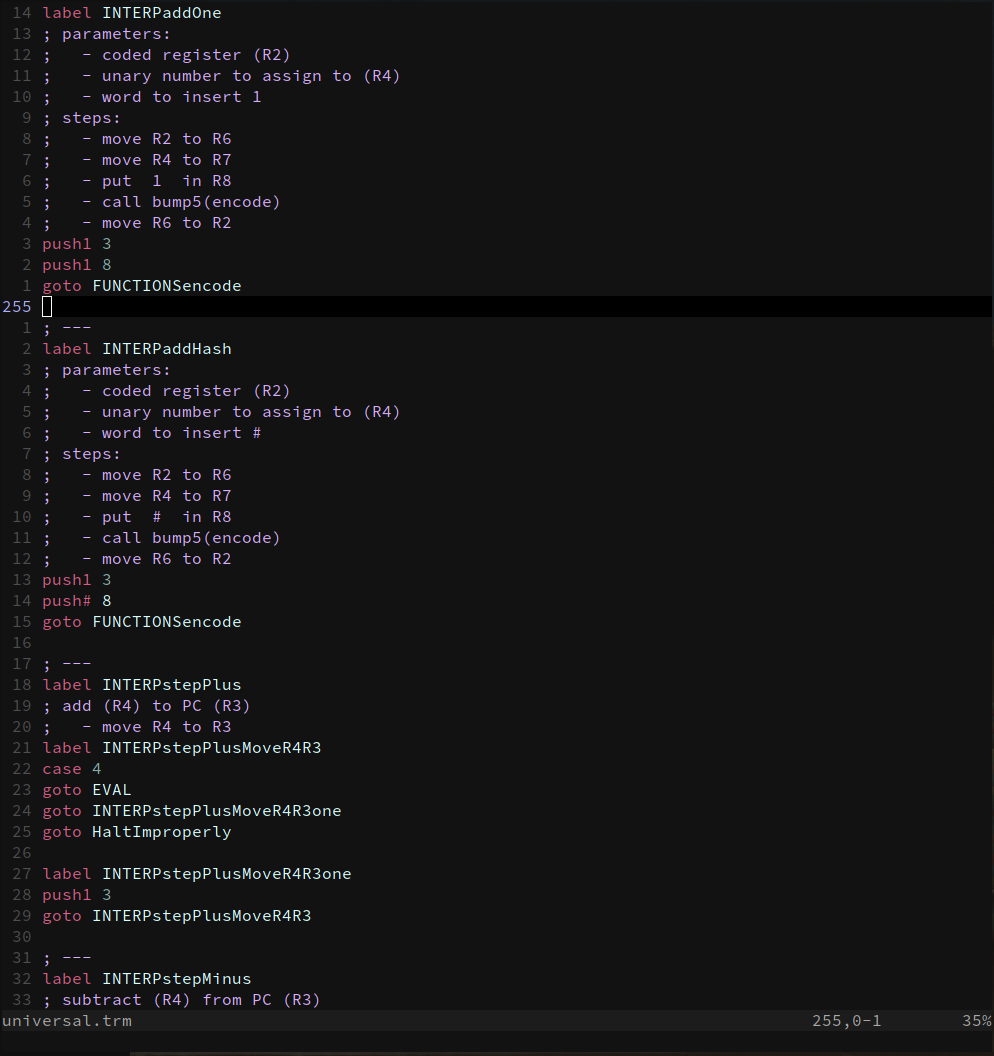 14 label INTERPaddOne
13 ; parameters:
12 ;   - coded register (R2)
11 ;   - unary number to assign to (R4)
10 ;   - word to insert 1
9 ; steps:
8 ;   - move R2 to R6
7 ;   - move R4 to R7
6 ;   - put  1  in R8
5 ;   - call bump5(encode)
4 ;   - move R6 to R2
3 push1 3
2 push1 8
1 goto FUNCTIONSencode
255
1 ; ---
2 label INTERPaddHash
3 ; parameters:
4 ;   - coded register (R2)
5 ;   - unary number to assign to (R4)
6 ;   - word to insert #
7 ; steps:
8 ;   - move R2 to R6
9 ;   - move R4 to R7
10 ;   - put  #  in R8
11 ;   - call bump5(encode)
12 ;   - move R6 to R2
13 push1 3
14 push# 8
15 goto FUNCTIONSencode
16
17 ; ---
18 label INTERPstepPlus
19 ; add (R4) to PC (R3)
20 ;   - move R4 to R3
21 label INTERPstepPlusMoveR4R3
22 case 4
23 goto EVAL
24 goto INTERPstepPlusMoveR4R3one
25 goto HaltImproperly
26
27 label INTERPstepPlusMoveR4R3one
28 push1 3
29 goto INTERPstepPlusMoveR4R3
30
31 ; ---
32 label INTERPstepMinus
33 ; subtract (R4) from PC (R3)
universal.trm 255,0-1 35%